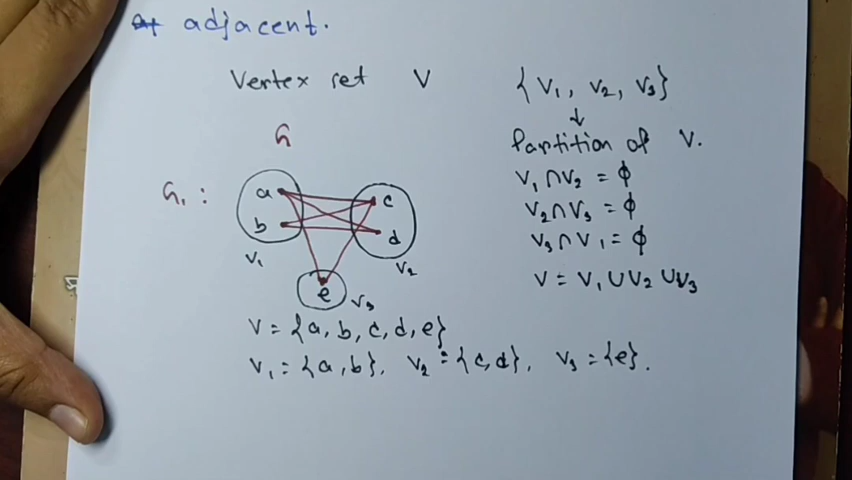 adjacent.
Vertex set V
{V₁, V₂, V₃}
↓
Partition of V.
V₁ ∩ V₂ = ϕ
V₂ ∩ V₃ = ϕ
V₃ ∩ V₁ = ϕ
V = V₁ ∪ V₂ ∪ V₃
G
G₁ :
a c
b d
V₁ V₂
e V₃
V = {a, b, c, d, e}
V₁ = {a, b}, V₂ = {c, d}, V₃ = {e}.